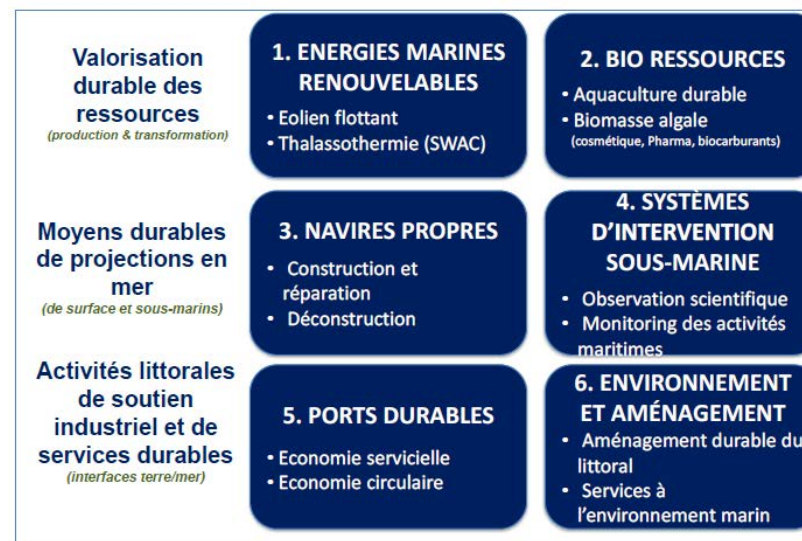 Valorisation
durable des
ressources
(production & transformation)
1. ENERGIES MARINES
RENOUVELABLES
• Eolien flottant
• Thalassothermie (SWAC)
2. BIO RESSOURCES
• Aquaculture durable
• Biomasse algale
(cosmétique, Pharma, biocarburants)
Moyens durables
de projections en
mer
(de surface et sous-marins)
3. NAVIRES PROPRES
• Construction et
réparation
• Déconstruction
4. SYSTÈMES
D'INTERVENTION
SOUS-MARINE
• Observation scientifique
• Monitoring des activités
maritimes
Activités littorales
de soutien
industriel et de
services durables
(interfaces terre/mer)
5. PORTS DURABLES
• Economie servicielle
• Economie circulaire
6. ENVIRONNEMENT
ET AMÉNAGEMENT
• Aménagement durable du
littoral
• Services à
l'environnement marin